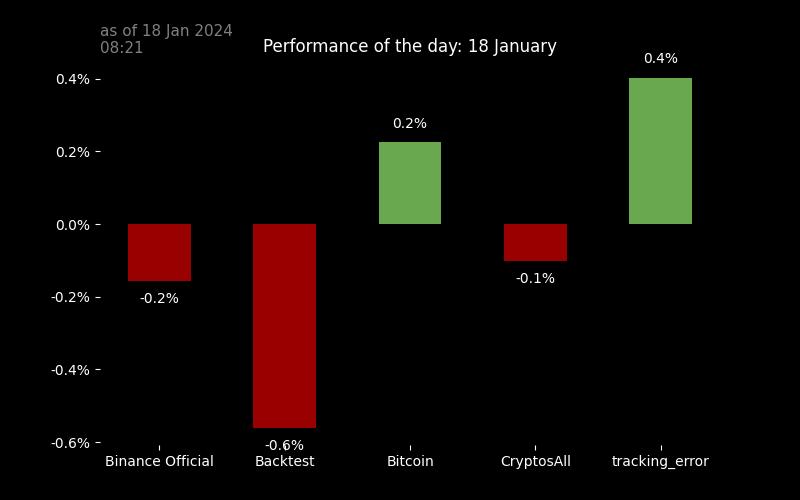 as of 18 Jan 2024
08:21
Performance of the day: 18 January
0.4%
0.2%
0.0%
-0.2%
-0.4%
-0.6%
-0.2%
-0.6%
0.2%
-0.1%
0.4%
Binance Official
Backtest
Bitcoin
CryptosAll
tracking_error